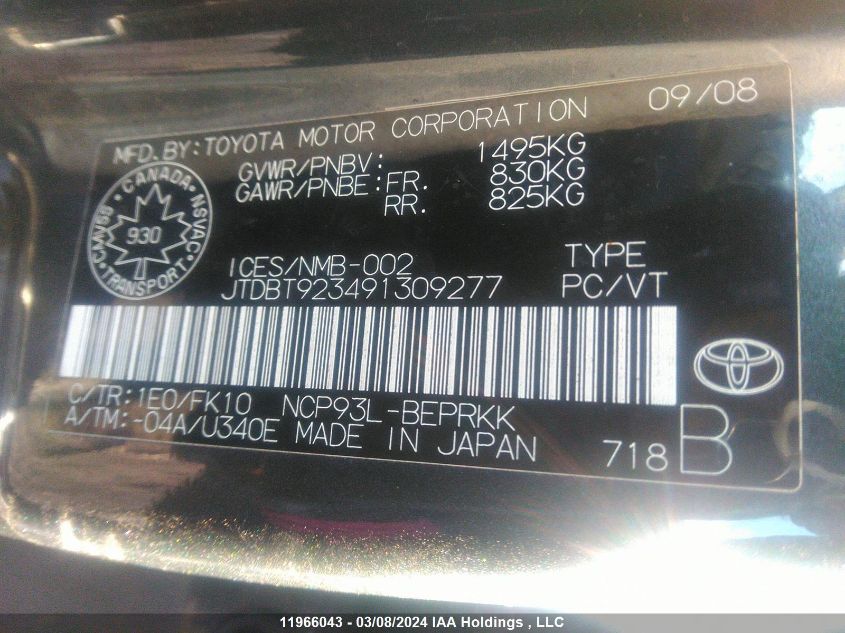 MFD.BY:TOYOTA MOTOR CORPORATION 09/08
GVWR/PNBV: 1495KG
GAWR/PNBE:FR. 830KG
RR. 825KG
CANADA
CMVSS 930 NSVAC
TRANSPORT
ICES/NMB-002 TYPE
JTDBT923491309277 PC/VT
C/TR:1E0/FK10 NCP93L-BEPRKK
A/TM:-04A/U340E MADE IN JAPAN 718 B
11966043 - 03/08/2024 IAA Holdings , LLC